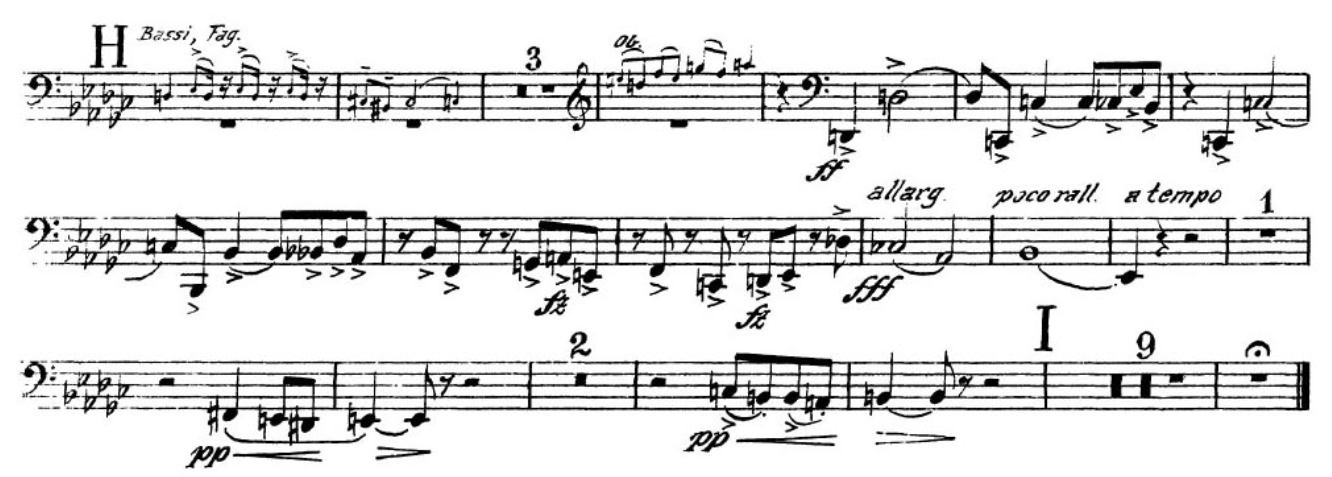 H Bassi, Fag.
3 Ob.
ff
allarg. poco rall. a tempo 1
fz fz fff
I
2 9
pp pp